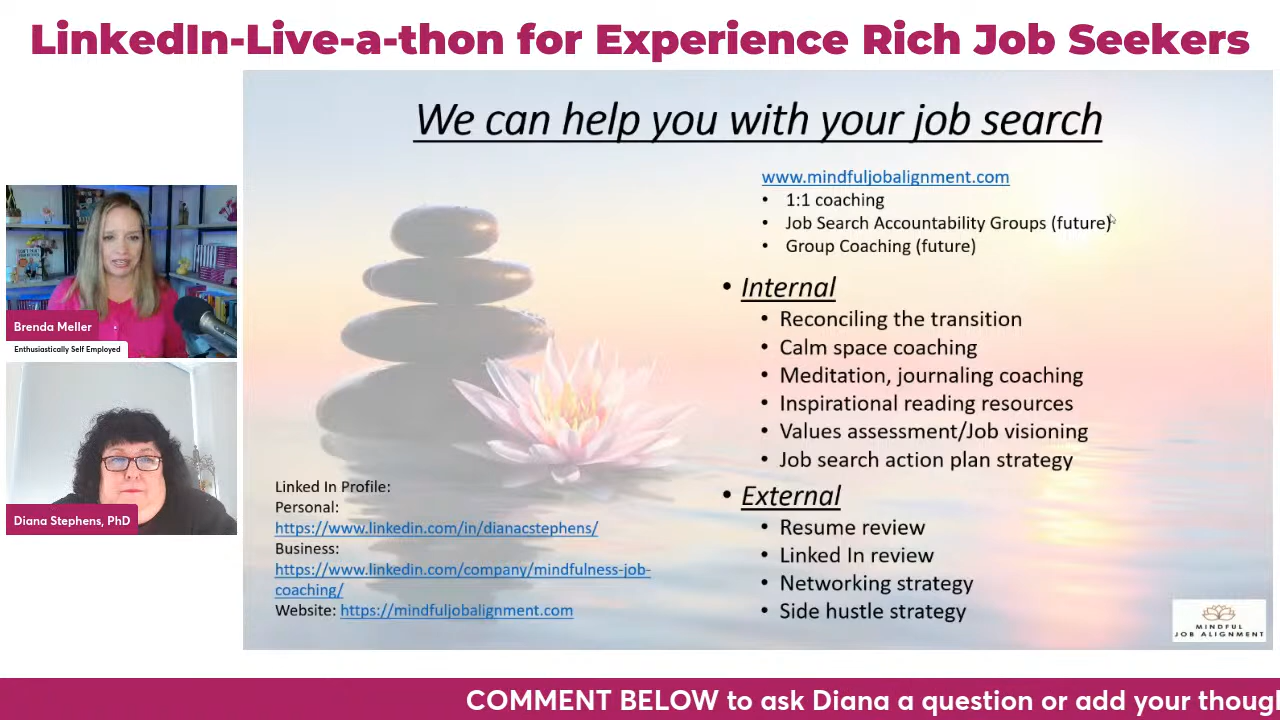 LinkedIn-Live-a-thon for Experience Rich Job Seekers
We can help you with your job search
www.mindfuljobalignment.com
• 1:1 coaching
• Job Search Accountability Groups (future)
• Group Coaching (future)
• Internal
• Reconciling the transition
• Calm space coaching
• Meditation, journaling coaching
• Inspirational reading resources
• Values assessment/Job visioning
• Job search action plan strategy
• External
• Resume review
• Linked In review
• Networking strategy
• Side hustle strategy
Linked In Profile:
Personal:
https://www.linkedin.com/in/dianacstephens/
Business:
https://www.linkedin.com/company/mindfulness-job-
coaching/
Website: https://mindfuljobalignment.com
MINDFUL
JOB ALIGNMENT
Brenda Meller
Enthusiastically Self Employed
Diana Stephens, PhD
COMMENT BELOW to ask Diana a question or add your